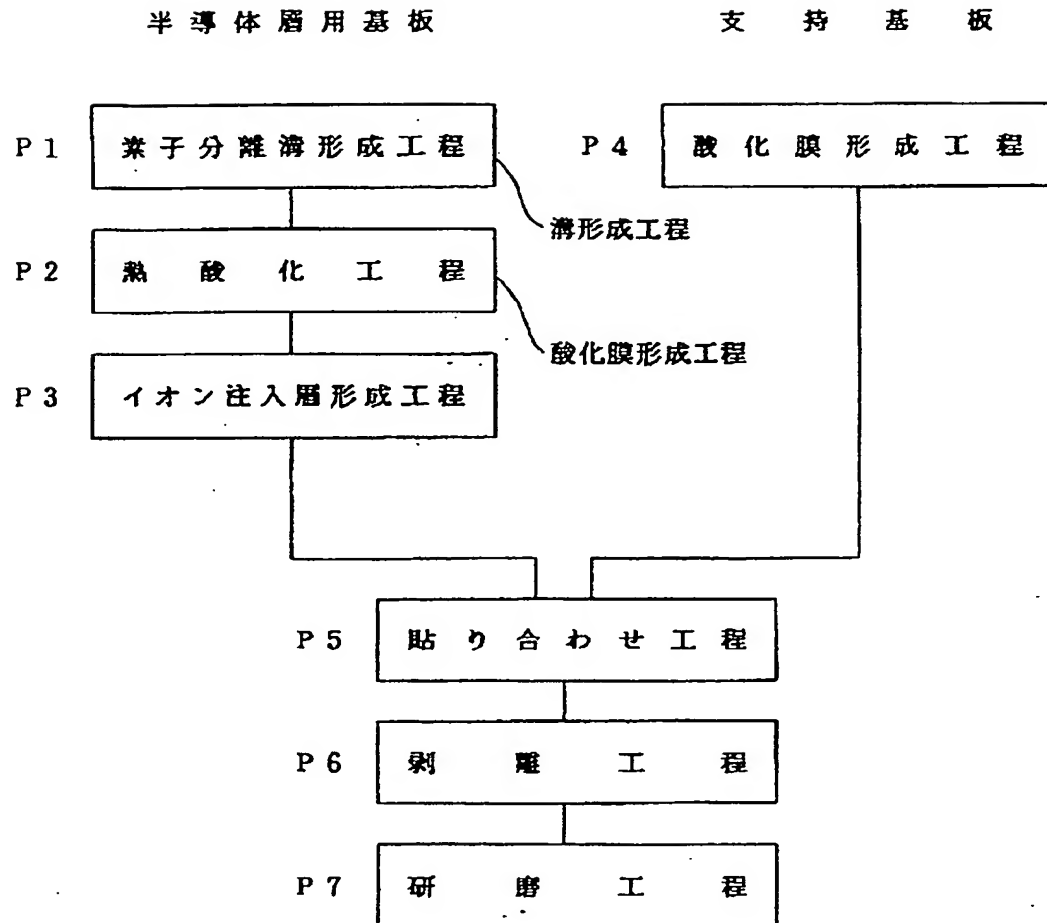 半導体層用基板
支持基板
P1 素子分離溝形成工程
P4 酸化膜形成工程
溝形成工程
P2 熱酸化工程
酸化膜形成工程
P3 イオン注入層形成工程
P5 貼り合わせ工程
P6 剥離工程
P7 研磨工程